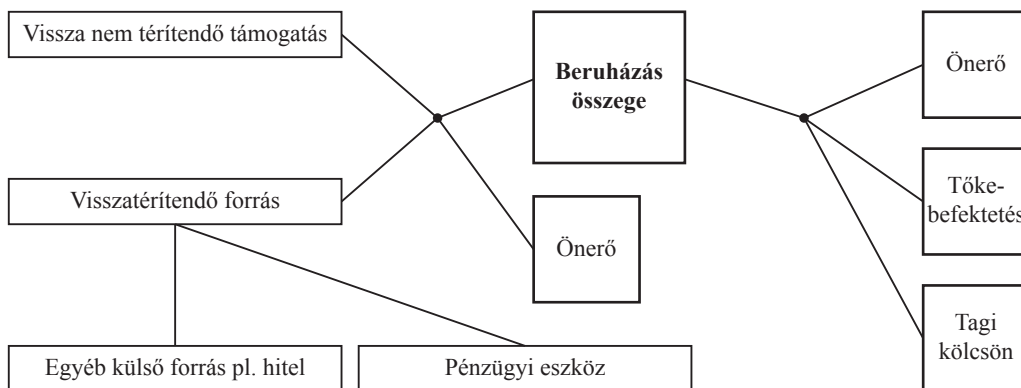 Vissza nem térítendő támogatás
Beruházás
összege
Önerő
Visszatérítendő forrás
Önerő
Tőke-
befektetés
Tagi
kölcsön
Egyéb külső forrás pl. hitel
Pénzügyi eszköz